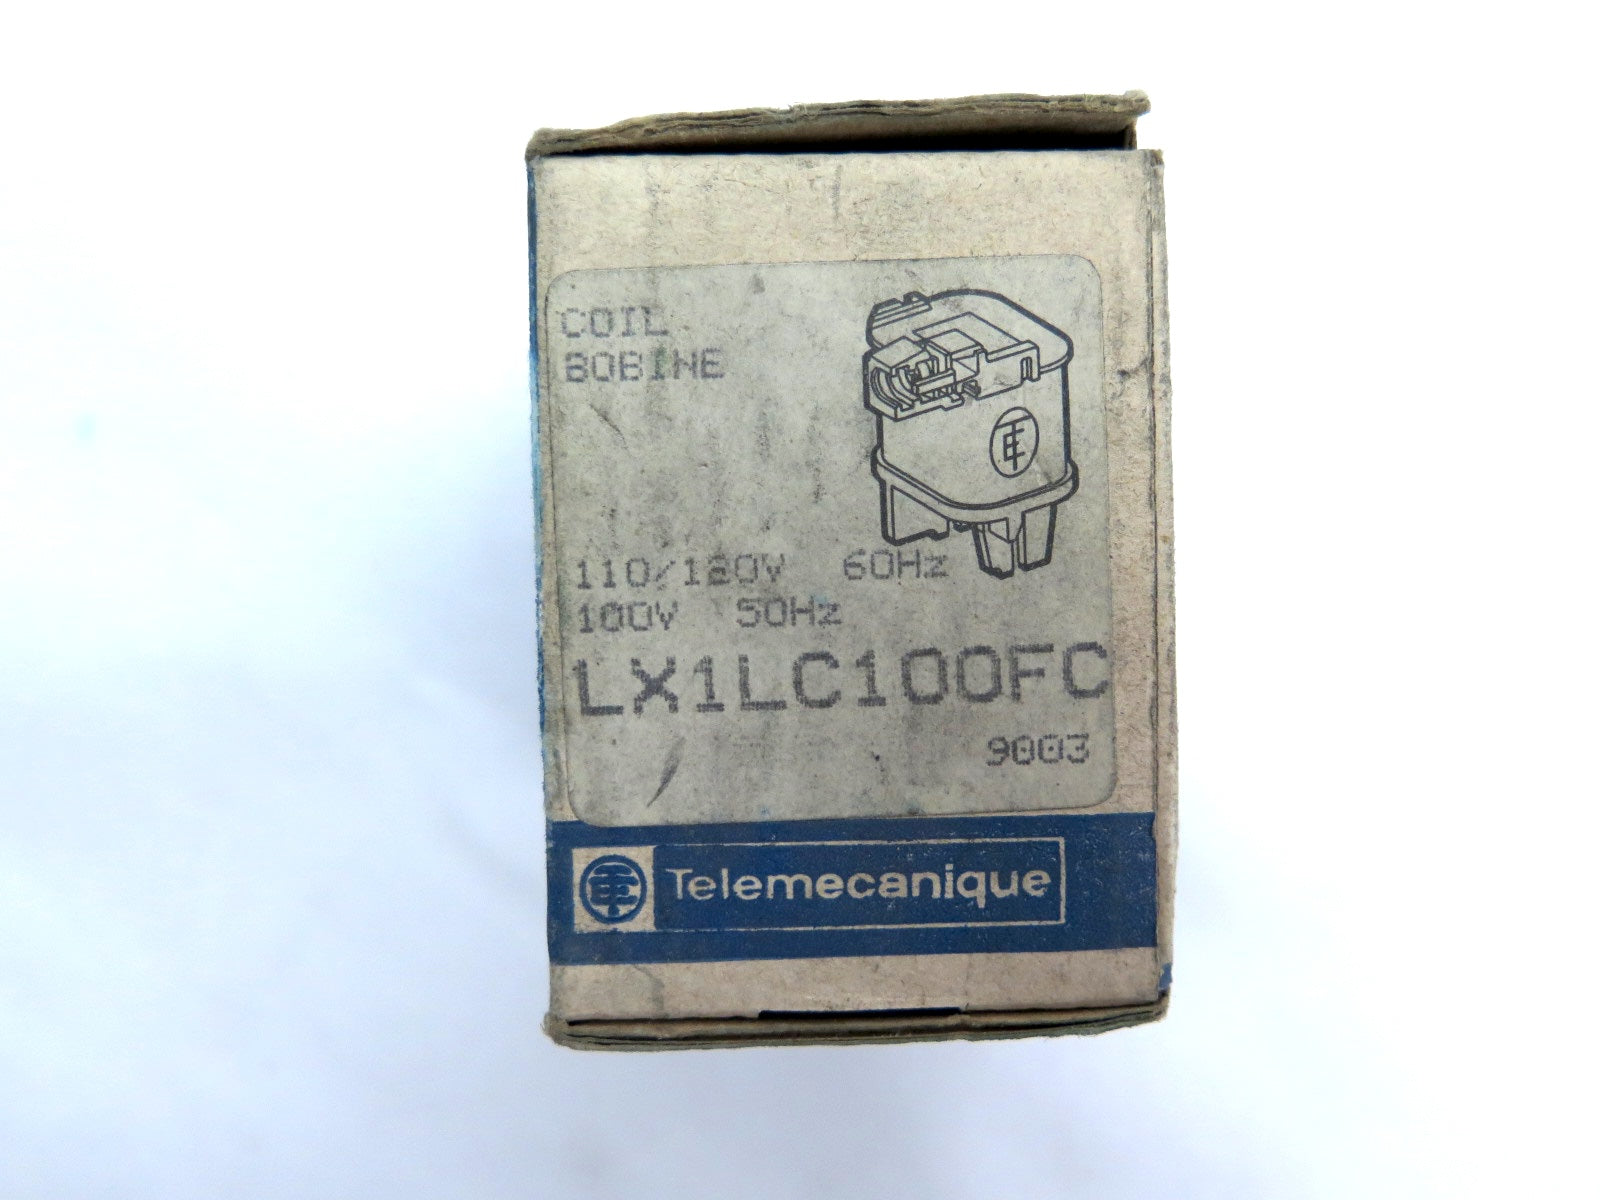 COIL
BOBINE
110/120V 60Hz
100V 50Hz
LX1LC100FC
9003
Telemecanique